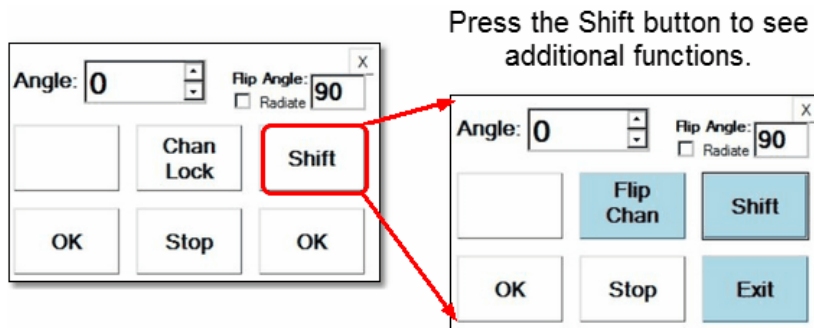 Press the Shift button to see
additional functions.
X
Angle: 0
Flip Angle: 90
Radiate
Chan
Lock
Shift
OK
Stop
OK
X
Angle: 0
Flip Angle: 90
Radiate
Flip
Chan
Shift
OK
Stop
Exit